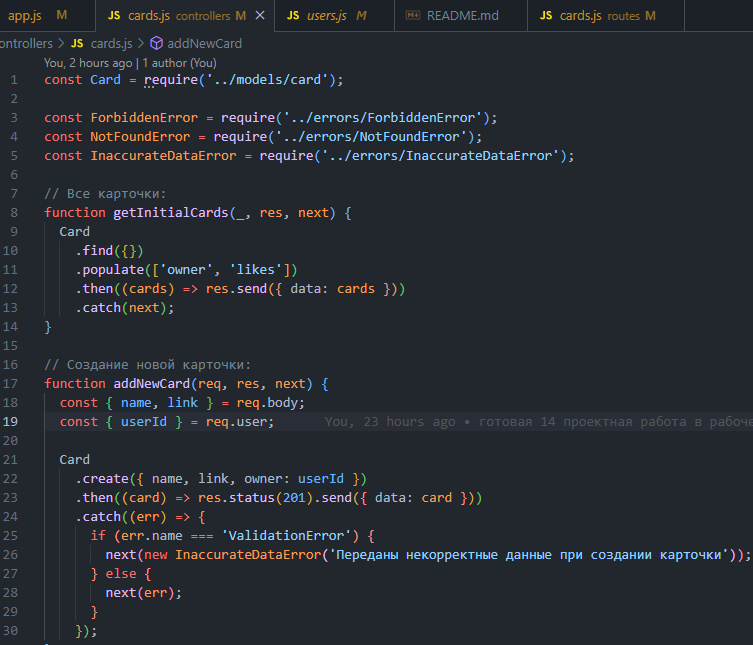 app.js M JS cards.js controllers M JS users.js M README.md JS cards.js routes M
ontrollers > JS cards.js > addNewCard
You, 2 hours ago | 1 author (You)
1 const Card = require('../models/card');
2
3 const ForbiddenError = require('../errors/ForbiddenError');
4 const NotFoundError = require('../errors/NotFoundError');
5 const InaccurateDataError = require('../errors/InaccurateDataError');
6
7 // Все карточки:
8 function getInitialCards(_, res, next) {
9 Card
10 .find({})
11 .populate(['owner', 'likes'])
12 .then((cards) => res.send({ data: cards }))
13 .catch(next);
14 }
15
16 // Создание новой карточки:
17 function addNewCard(req, res, next) {
18 const { name, link } = req.body;
19 const { userId } = req.user; You, 23 hours ago • готовая 14 проектная работа в рабоче
20
21 Card
22 .create({ name, link, owner: userId })
23 .then((card) => res.status(201).send({ data: card }))
24 .catch((err) => {
25 if (err.name === 'ValidationError') {
26 next(new InaccurateDataError('Переданы некорректные данные при создании карточки'));
27 } else {
28 next(err);
29 }
30 });